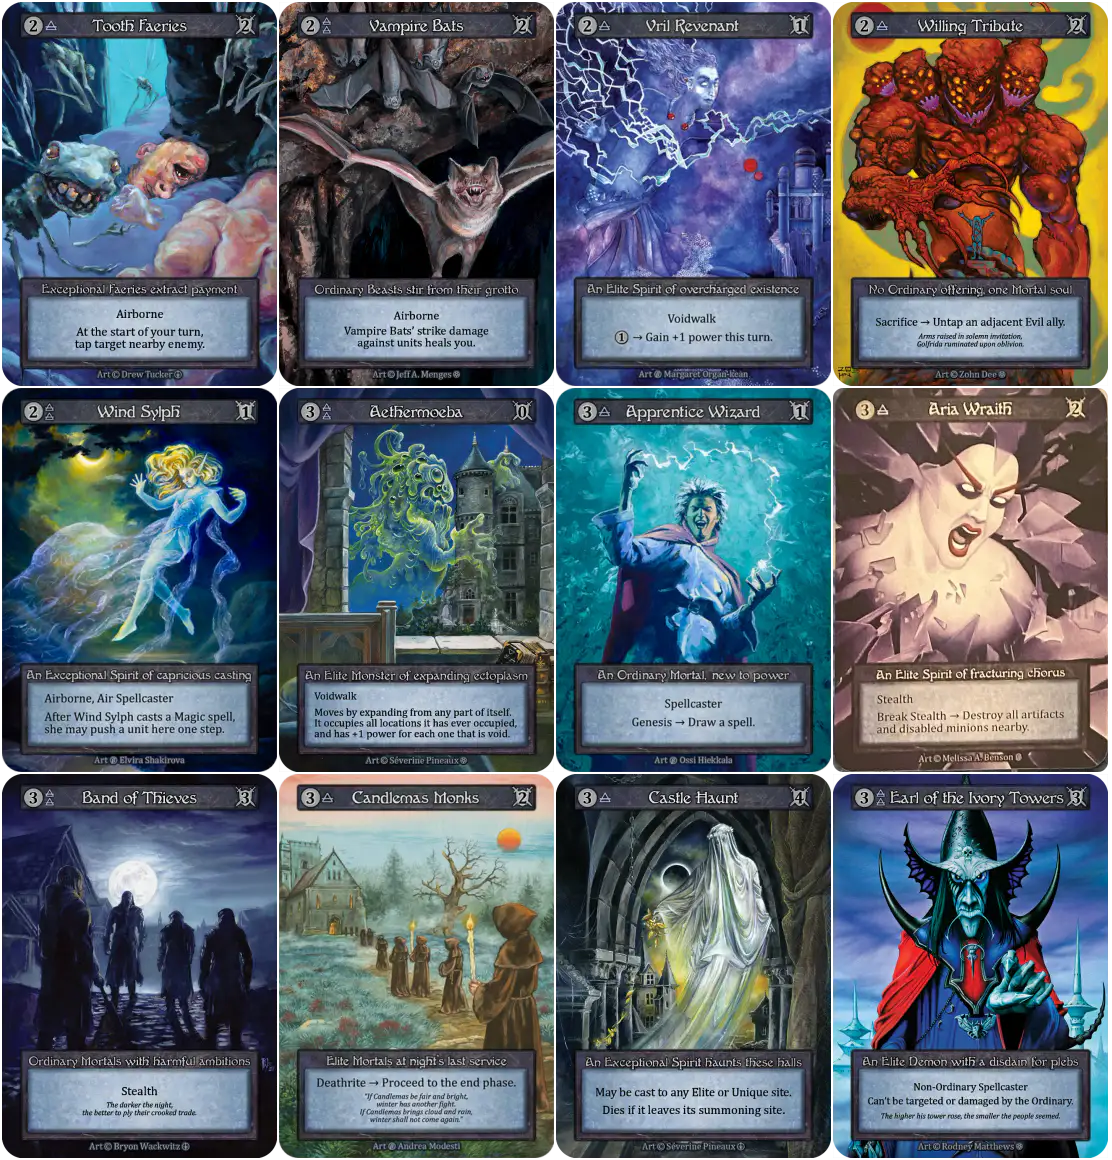 2 Tooth Faeries 2
Exceptional Faeries extract payment
Airborne
At the start of your turn,
tap target nearby enemy.
Art © Drew Tucker
2 Vampire Bats 2
Ordinary Beasts stir from their grotto
Airborne
Vampire Bats' strike damage
against units heals you.
Art © Jeff A. Menges
2 Vril Revenant 1
An Elite Spirit of overcharged existence
Voidwalk
1 → Gain +1 power this turn.
Art Margaret Organ-Kean
2 Willing Tribute 2
No Ordinary offering, one Mortal soul
Sacrifice → Untap an adjacent Evil ally.
Arms raised in solemn invitation,
Golfrida ruminated upon oblivion.
Art © Zohn Dee
2 Wind Sylph 1
An Exceptional Spirit of capricious casting
Airborne, Air Spellcaster
After Wind Sylph casts a Magic spell,
she may push a unit here one step.
Art Elvira Shakirova
3 Aethermoeba 0
An Elite Monster of expanding ectoplasm
Voidwalk
Moves by expanding from any part of itself.
It occupies all locations it has ever occupied,
and has +1 power for each one that is void.
Art © Séverine Pineaux
3 Apprentice Wizard 1
An Ordinary Mortal, new to power
Spellcaster
Genesis → Draw a spell.
Art Ossi Hiekkala
3 Aria Wraith 2
An Elite Spirit of fracturing chorus
Stealth
Break Stealth → Destroy all artifacts
and disabled minions nearby.
Art © Melissa A. Benson
3 Band of Thieves 3
Ordinary Mortals with harmful ambitions
Stealth
The darker the night,
the better to ply their crooked trade.
Art © Bryon Wackwitz
3 Candlemas Monks 2
Elite Mortals at night's last service
Deathrite → Proceed to the end phase.
"If Candlemas be fair and bright,
winter has another fight.
If Candlemas brings cloud and rain,
winter shall not come again."
Art Andrea Modesti
3 Castle Haunt 4
An Exceptional Spirit haunts these halls
May be cast to any Elite or Unique site.
Dies if it leaves its summoning site.
Art © Séverine Pineaux
3 Earl of the Ivory Towers 3
An Elite Demon with a disdain for plebs
Non-Ordinary Spellcaster
Can't be targeted or damaged by the Ordinary.
The higher his tower rose, the smaller the people seemed.
Art © Rodney Matthews